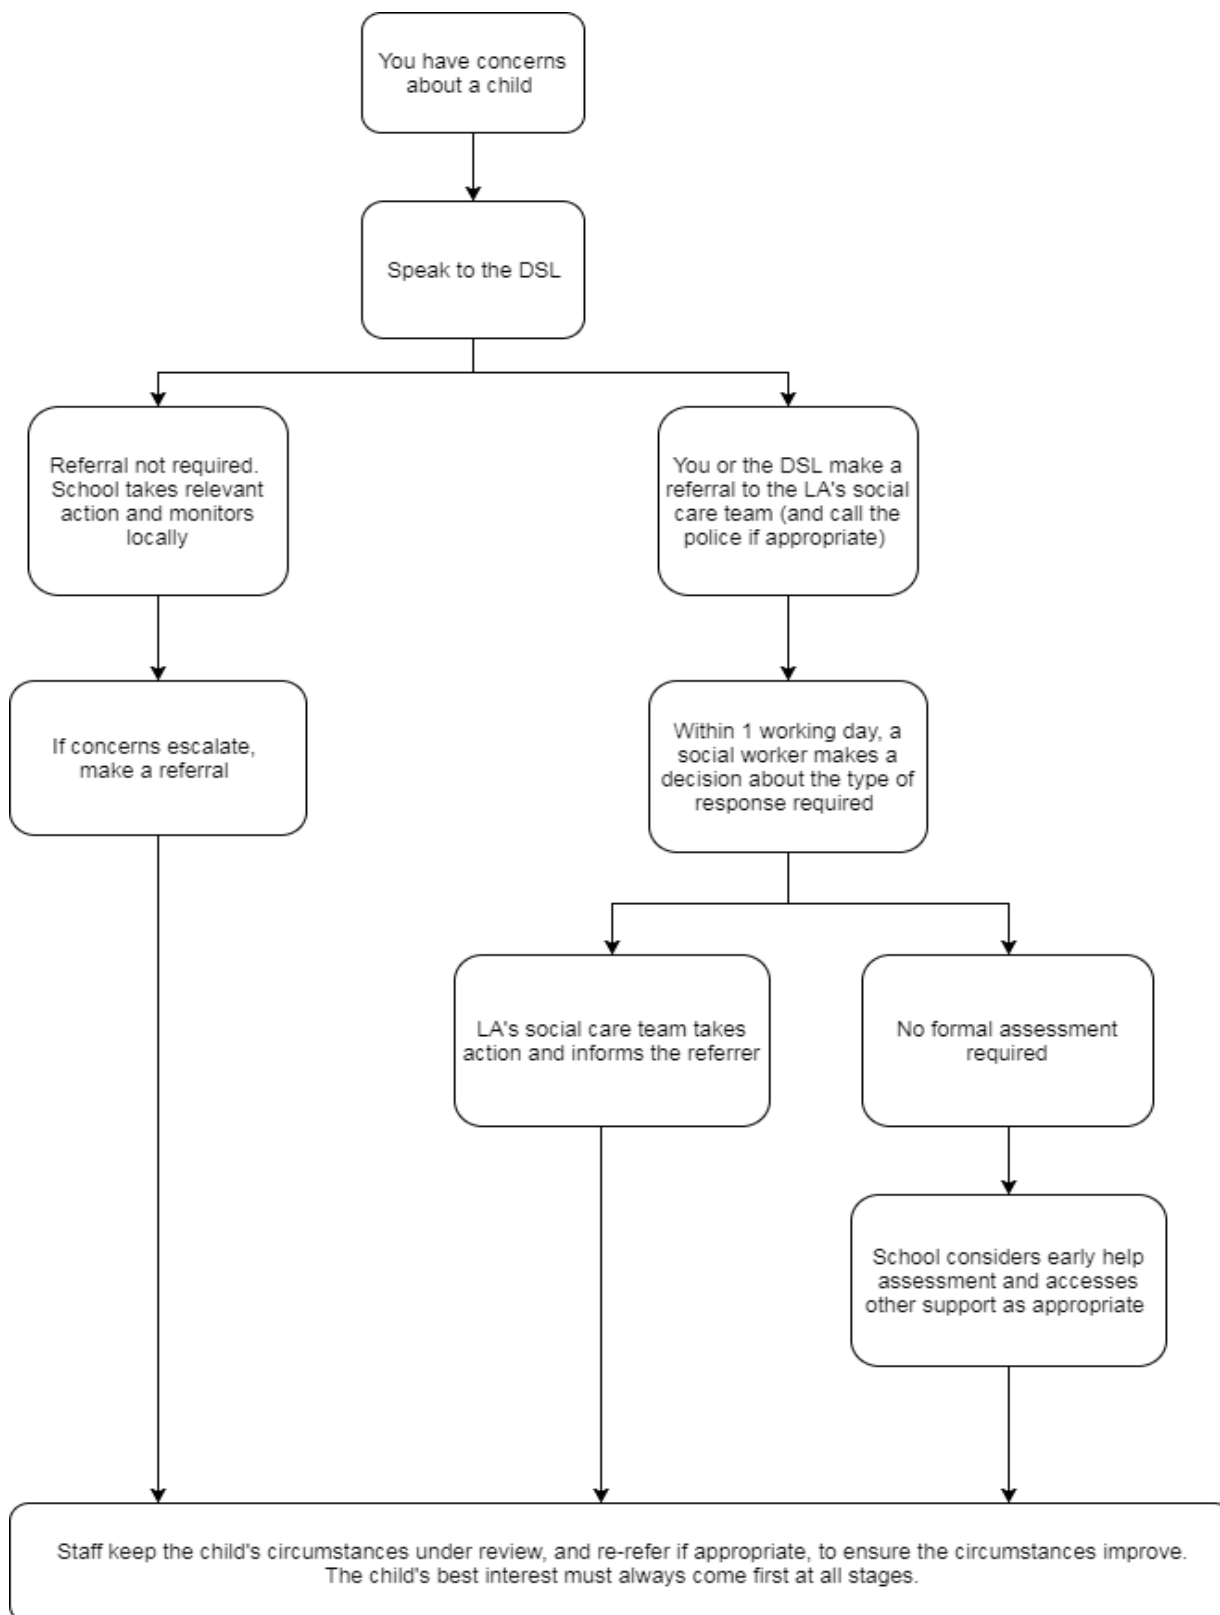 You have concerns
about a child
Speak to the DSL
Referral not required.
School takes relevant
action and monitors
locally
You or the DSL make a
referral to the LA's social
care team (and call the
police if appropriate)
If concerns escalate,
make a referral
Within 1 working day, a
social worker makes a
decision about the type of
response required
LA's social care team takes
action and informs the referrer
No formal assessment
required
School considers early help
assessment and accesses
other support as appropriate
Staff keep the child's circumstances under review, and re-refer if appropriate, to ensure the circumstances improve.
The child's best interest must always come first at all stages.